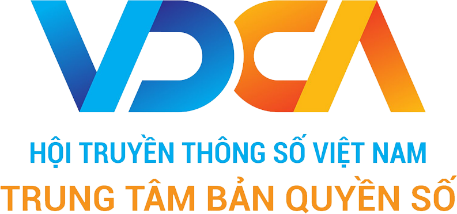 VDCA
HỘI TRUYỀN THÔNG SỐ VIỆT NAM
TRUNG TÂM BẢN QUYỀN SỐ